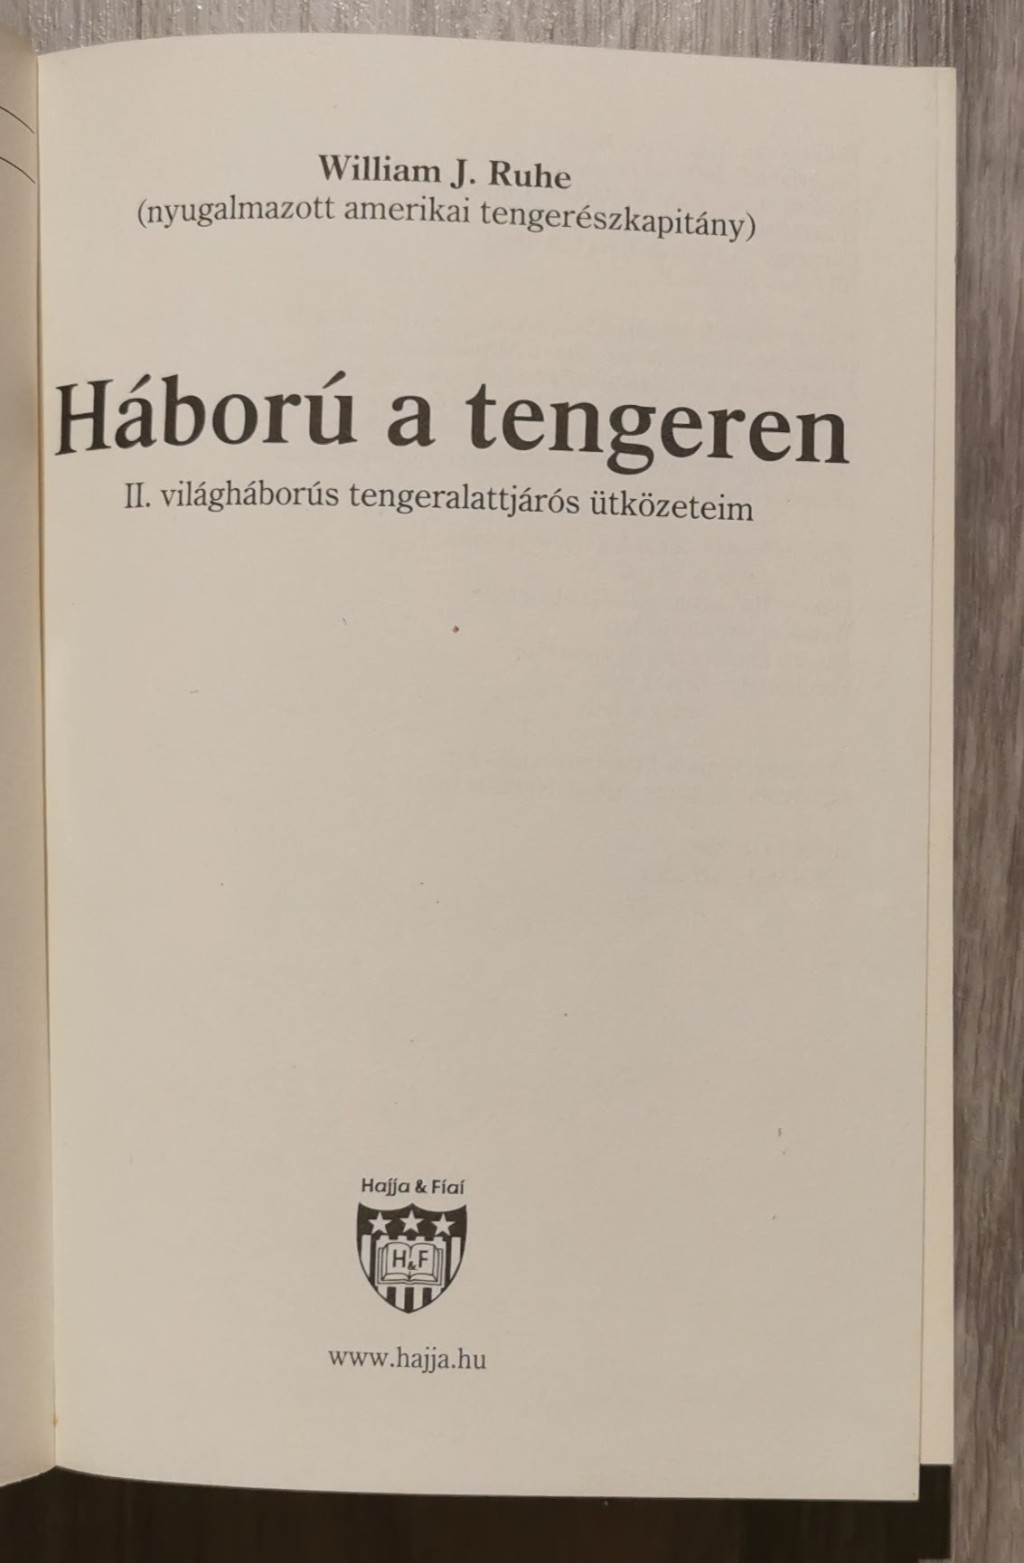 William J. Ruhe
(nyugalmazott amerikai tengerészkapitány)
Háború a tengeren
II. világháborús tengeralattjárós ütközeteim
Hajja & Fiai
H&F
www.hajja.hu